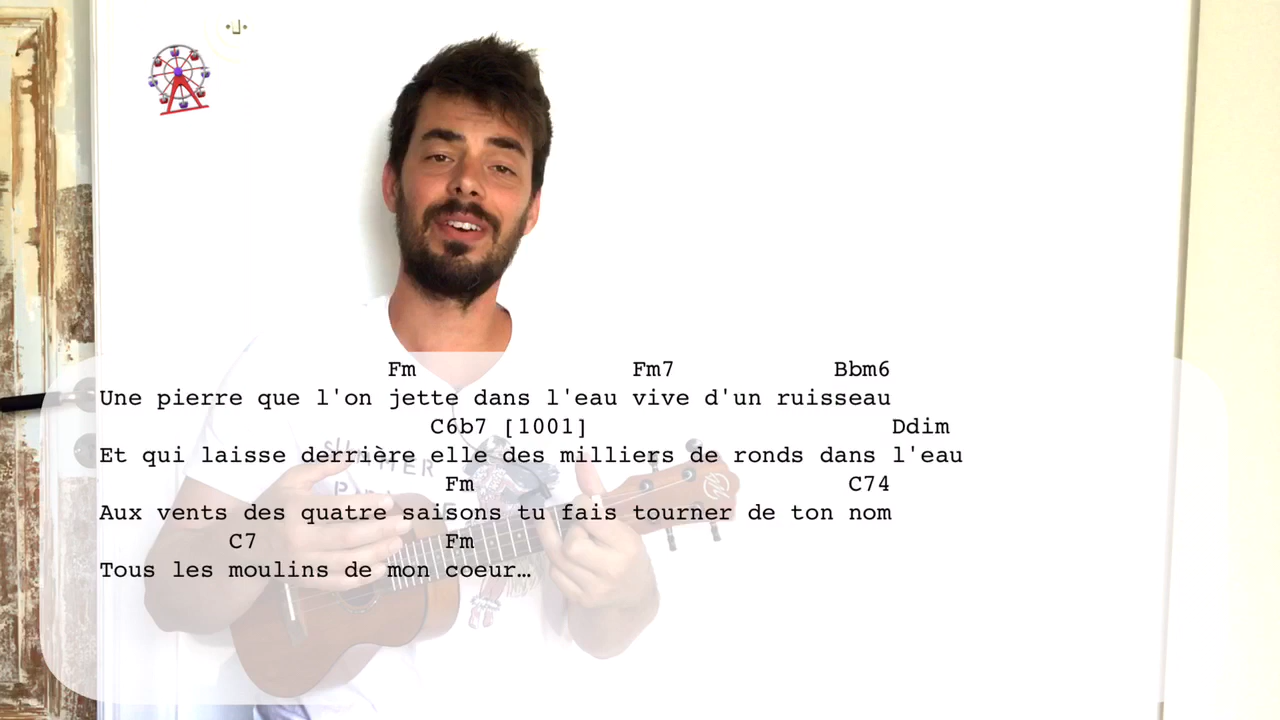 Fm Fm7 Bbm6
Une pierre que l'on jette dans l'eau vive d'un ruisseau
C6b7 [1001] Ddim
Et qui laisse derrière elle des milliers de ronds dans l'eau
Fm C74
Aux vents des quatre saisons tu fais tourner de ton nom
C7 Fm
Tous les moulins de mon coeur…
SUMMER